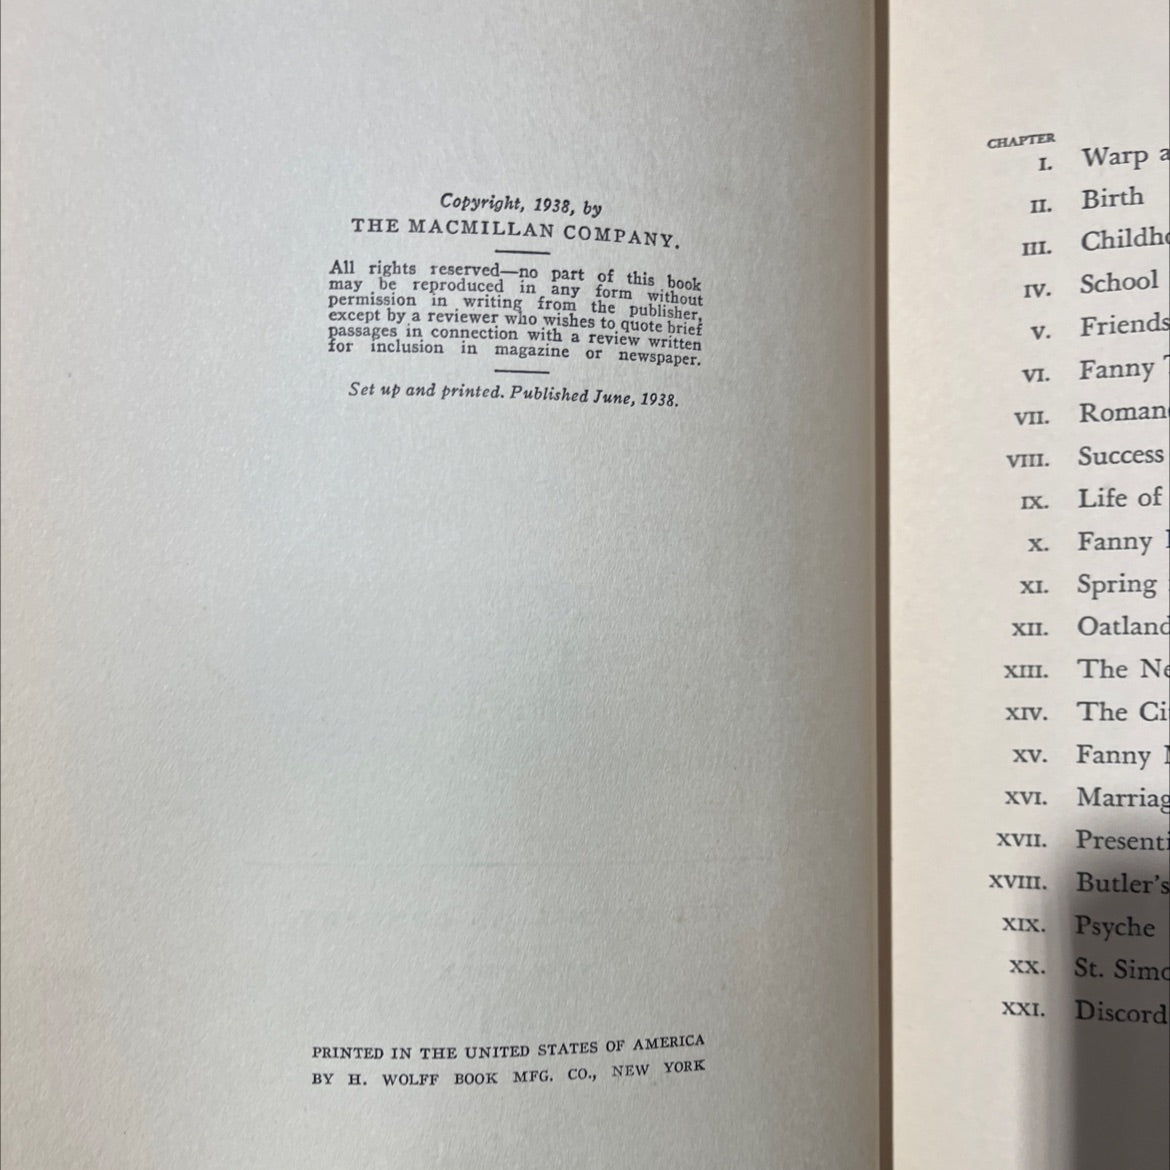 Copyright, 1938, by
THE MACMILLAN COMPANY.
All rights reserved—no part of this book
may be reproduced in any form without
permission in writing from the publisher,
except by a reviewer who wishes to quote brief
passages in connection with a review written
for inclusion in magazine or newspaper.
Set up and printed. Published June, 1938.
PRINTED IN THE UNITED STATES OF AMERICA
BY H. WOLFF BOOK MFG. CO., NEW YORK
CHAPTER
I. Warp
II. Birth
III.
IV. School
V. Friends
VI. Fanny
VII.
VIII. Success
IX. Life of
X. Fanny
XI. Spring
XII.
XIII. The
XIV. The
XV. Fanny
XVI.
XVII.
XVIII. Butler's
XIX. Psyche
XX. St.
XXI. Discord